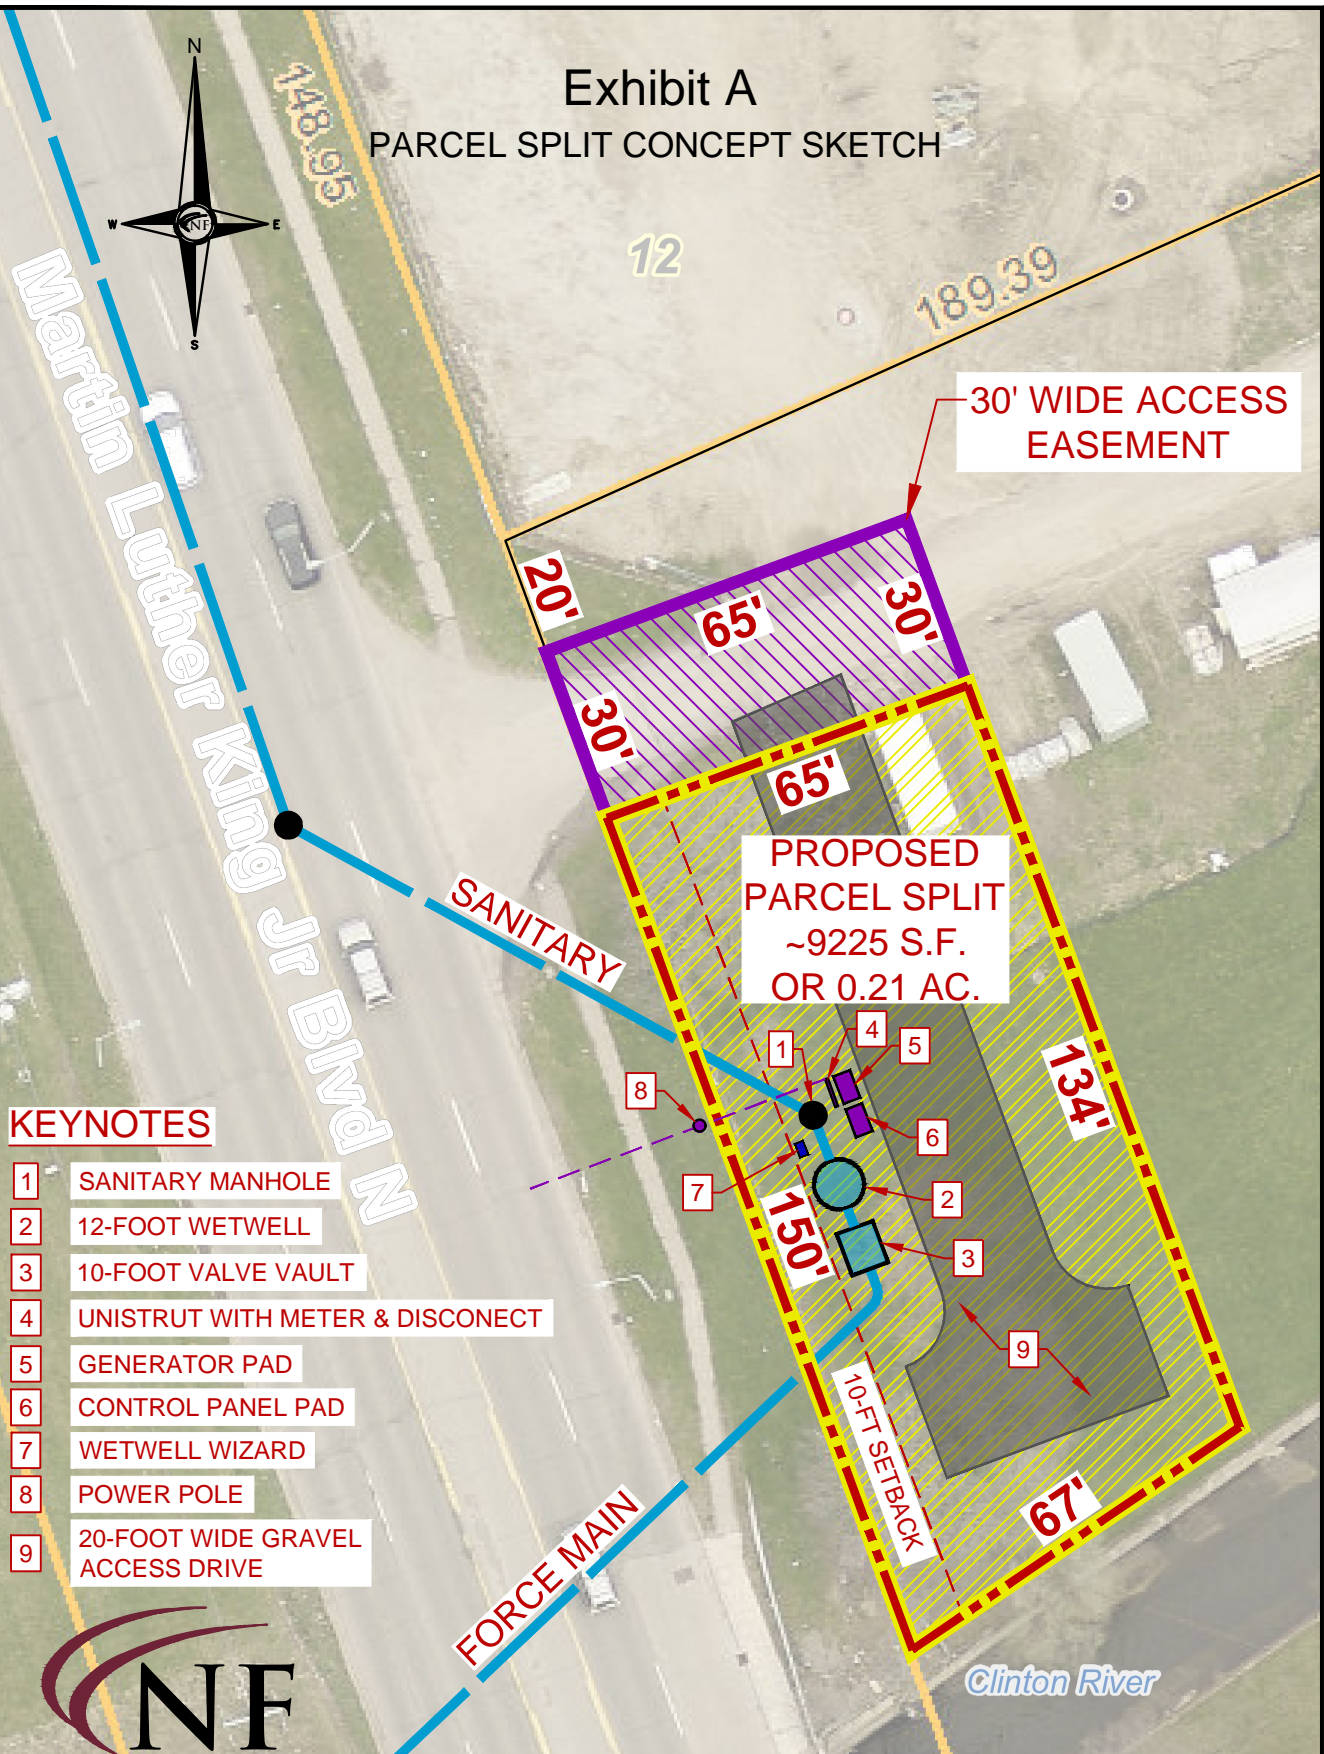 Exhibit A
PARCEL SPLIT CONCEPT SKETCH
N
W
E
S
NF
148.95
12
189.39
30' WIDE ACCESS
EASEMENT
Martin Luther King Jr Blvd N
20'
65'
30'
30'
65'
PROPOSED
PARCEL SPLIT
~9225 S.F.
OR 0.21 AC.
SANITARY
134'
150'
67'
10-FT SETBACK
FORCE MAIN
Clinton River
1
4
5
8
6
7
2
3
9
KEYNOTES
1 SANITARY MANHOLE
2 12-FOOT WETWELL
3 10-FOOT VALVE VAULT
4 UNISTRUT WITH METER & DISCONECT
5 GENERATOR PAD
6 CONTROL PANEL PAD
7 WETWELL WIZARD
8 POWER POLE
9 20-FOOT WIDE GRAVEL
ACCESS DRIVE
NF